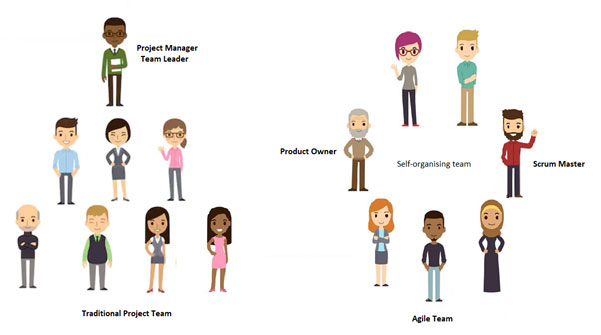 Project Manager
Team Leader
Product Owner
Self-organising team
Scrum Master
Traditional Project Team
Agile Team